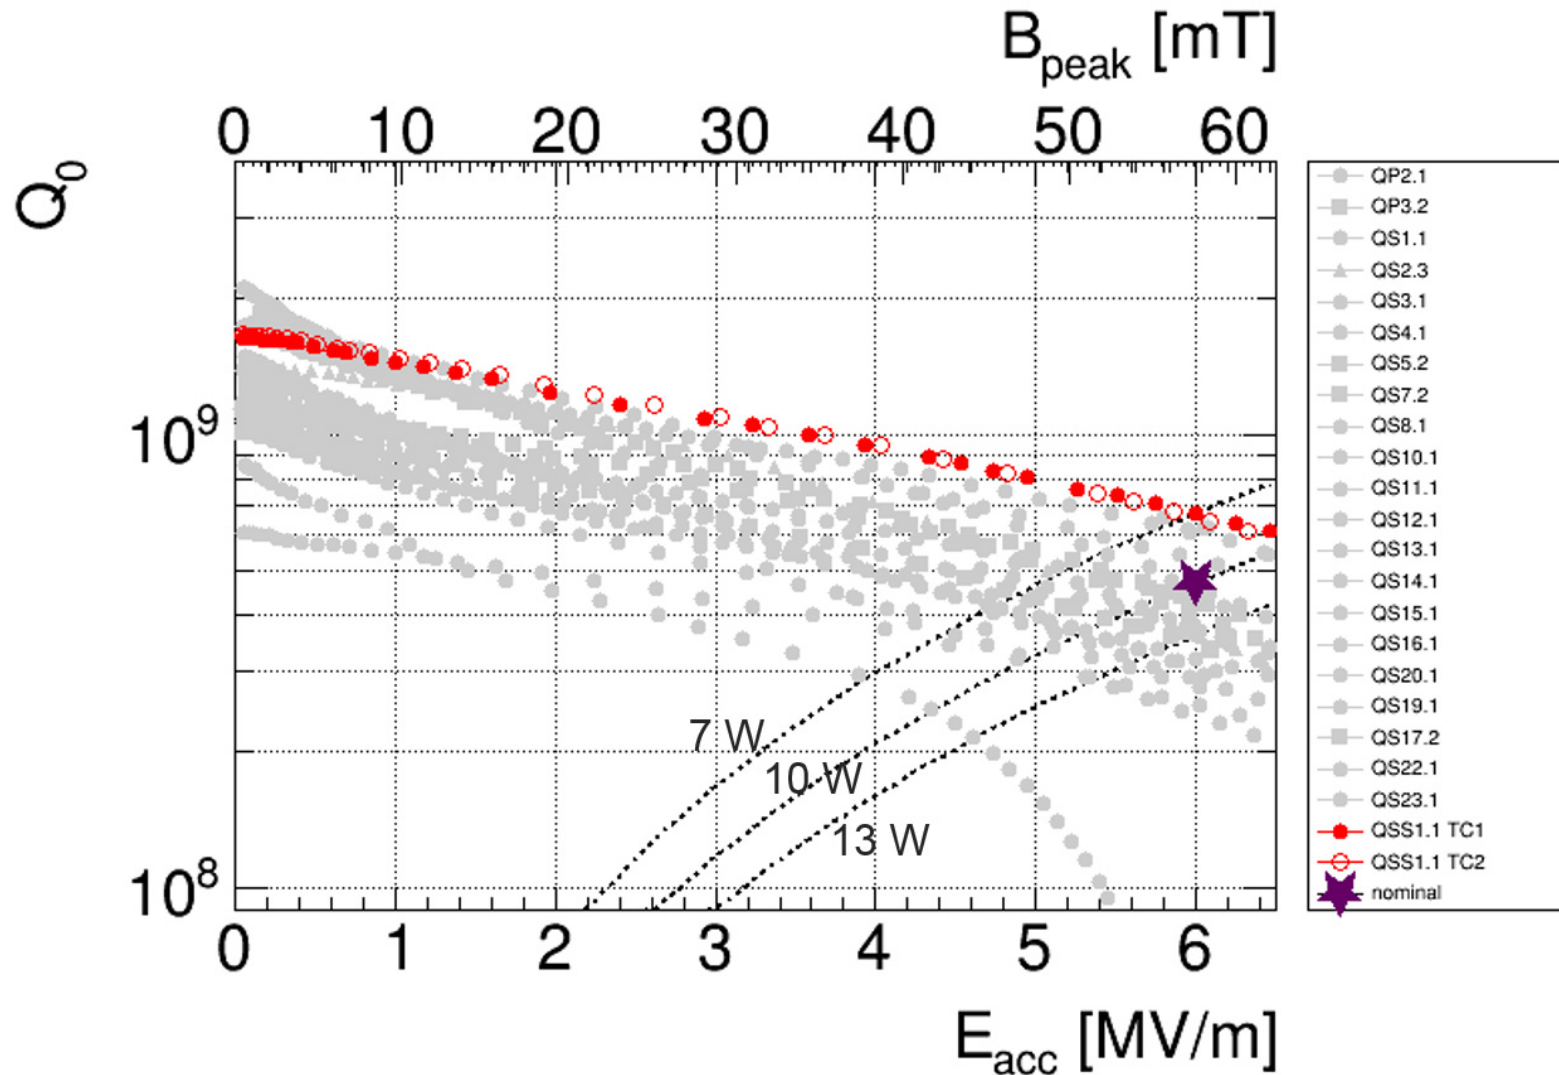 B_peak [mT]
0 10 20 30 40 50 60
Q_0
10^9
10^8
7 W
10 W
13 W
0 1 2 3 4 5 6
E_acc [MV/m]
QP2.1
QP3.2
QS1.1
QS2.3
QS3.1
QS4.1
QS5.2
QS7.2
QS8.1
QS10.1
QS11.1
QS12.1
QS13.1
QS14.1
QS15.1
QS16.1
QS20.1
QS19.1
QS17.2
QS22.1
QS23.1
QSS1.1 TC1
QSS1.1 TC2
nominal